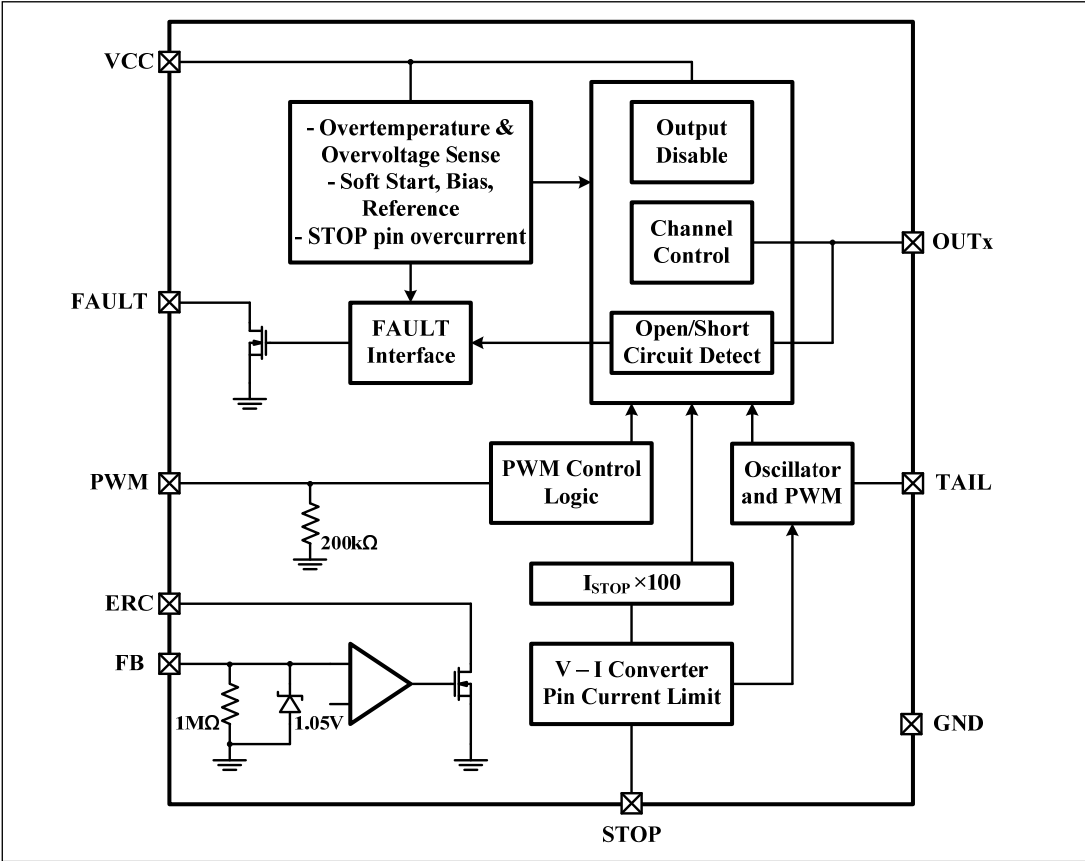 VCC
- Overtemperature &
Overvoltage Sense
- Soft Start, Bias,
Reference
- STOP pin overcurrent
Output
Disable
Channel
Control
OUTx
FAULT
FAULT
Interface
Open/Short
Circuit Detect
PWM
200kΩ
PWM Control
Logic
Oscillator
and PWM
TAIL
ISTOP ×100
ERC
FB
1MΩ
1.05V
V – I Converter
Pin Current Limit
GND
STOP